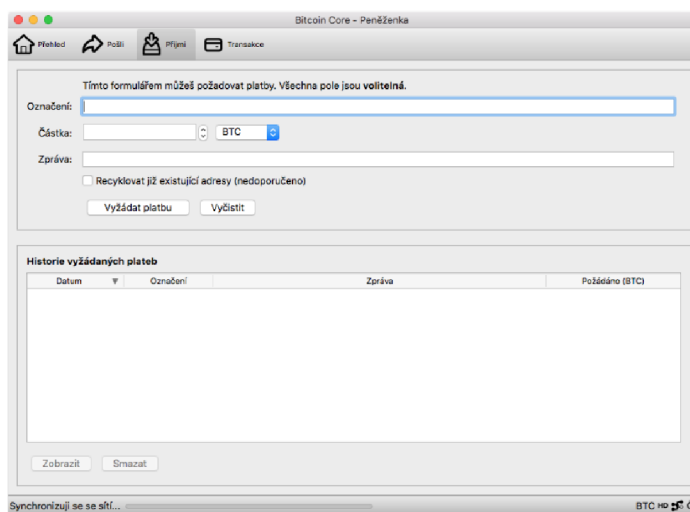 Bitcoin Core - Peněženka
Přehled Pošli Přijmi Transakce
Tímto formulářem můžeš požadovat platby. Všechna pole jsou volitelná.
Označení:
Částka: BTC
Zpráva:
Recyklovat již existující adresy (nedoporučeno)
Vyžádat platbu Vyčistit
Historie vyžádaných plateb
Datum Označení Zpráva Požádáno (BTC)
Zobrazit Smazat
Synchronizuji se se sítí... BTC HD